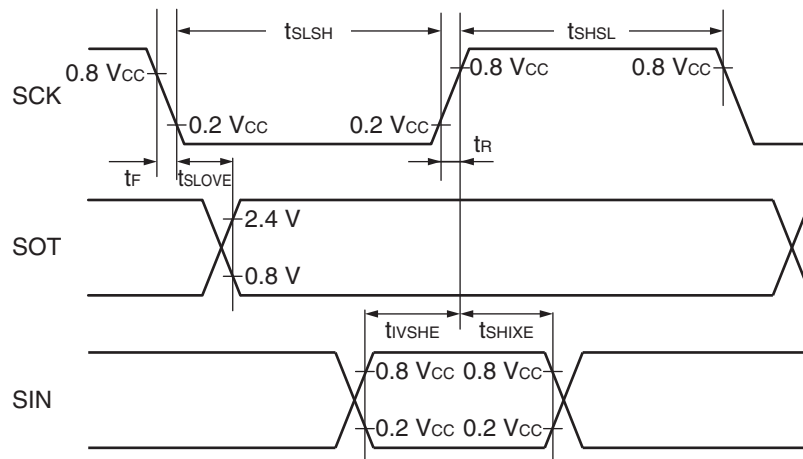 tSLSH
tSHSL
SCK
0.8 VCC
0.8 VCC
0.8 VCC
0.2 VCC
0.2 VCC
tF
tSLOVE
tR
SOT
2.4 V
0.8 V
tIVSHE
tSHIXE
SIN
0.8 VCC
0.8 VCC
0.2 VCC
0.2 VCC